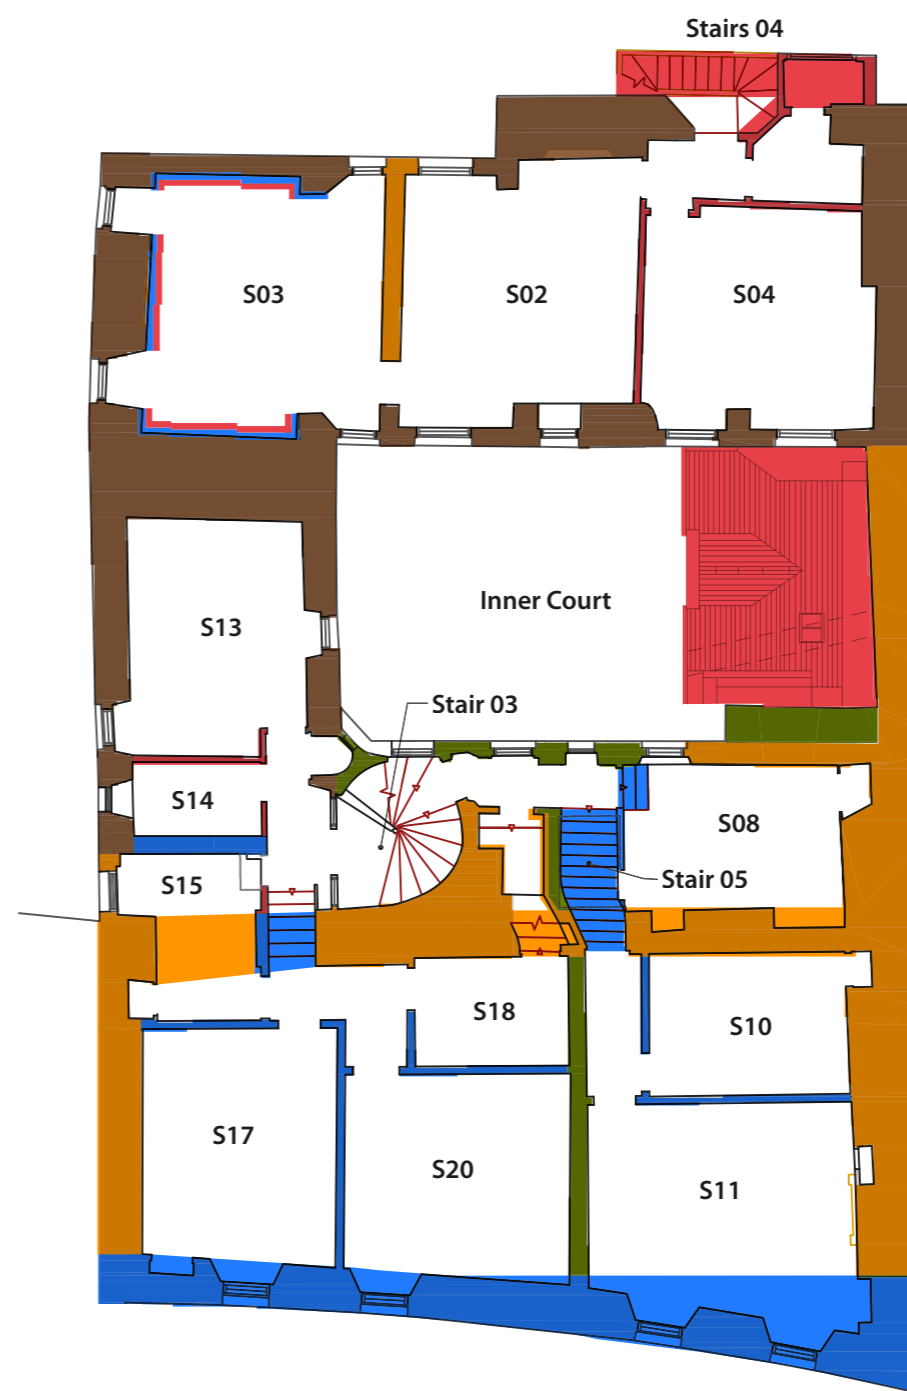 Stairs 04
S03
S02
S04
Inner Court
S13
Stair 03
S14
S08
S15
Stair 05
S18
S10
S17
S20
S11